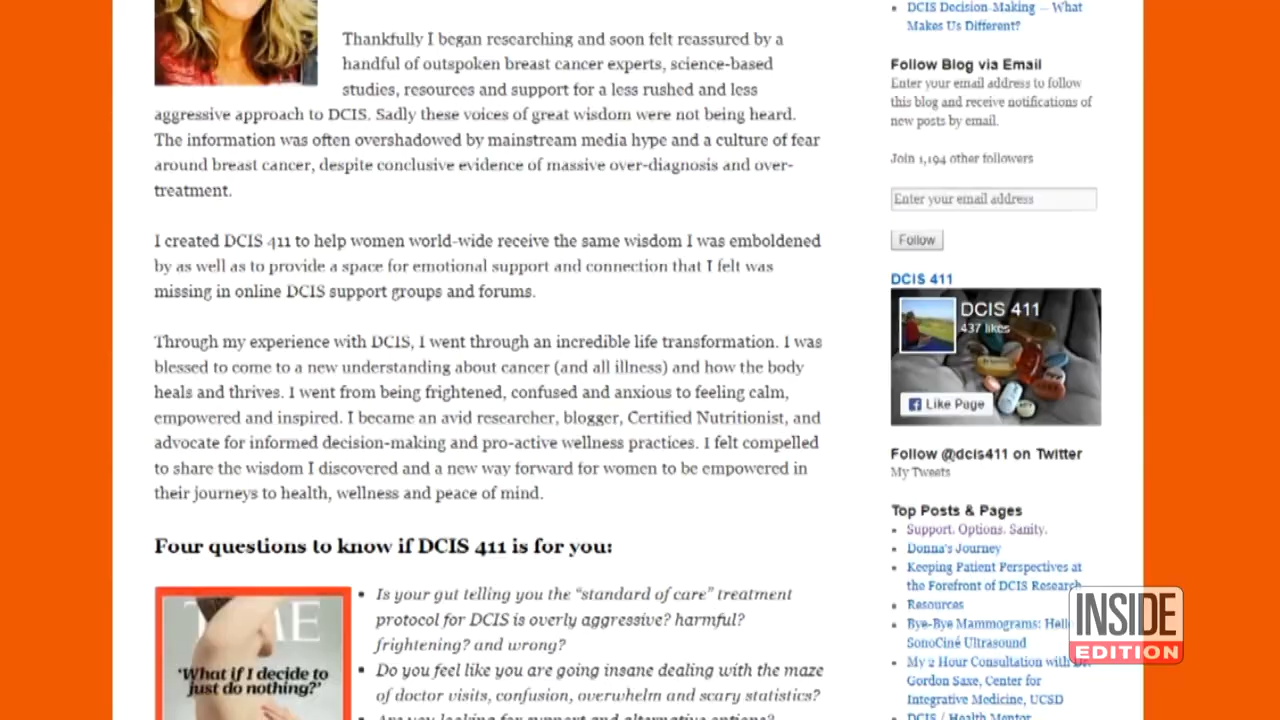 Thankfully I began researching and soon felt reassured by a
handful of outspoken breast cancer experts, science-based
studies, resources and support for a less rushed and less
aggressive approach to DCIS. Sadly these voices of great wisdom were not being heard.
The information was often overshadowed by mainstream media hype and a culture of fear
around breast cancer, despite conclusive evidence of massive over-diagnosis and over-
treatment.
I created DCIS 411 to help women world-wide receive the same wisdom I was emboldened
by as well as to provide a space for emotional support and connection that I felt was
missing in online DCIS support groups and forums.
Through my experience with DCIS, I went through an incredible life transformation. I was
blessed to come to a new understanding about cancer (and all illness) and how the body
heals and thrives. I went from being frightened, confused and anxious to feeling calm,
empowered and inspired. I became an avid researcher, blogger, Certified Nutritionist, and
advocate for informed decision-making and pro-active wellness practices. I felt compelled
to share the wisdom I discovered and a new way forward for women to be empowered in
their journeys to health, wellness and peace of mind.
Four questions to know if DCIS 411 is for you:
TIME
'What if I decide to
just do nothing?'
Is your gut telling you the “standard of care” treatment
protocol for DCIS is overly aggressive? harmful?
frightening? and wrong?
Do you feel like you are going insane dealing with the maze
of doctor visits, confusion, overwhelm and scary statistics?
Are you looking for support and alternative options?
DCIS Decision-Making – What
Makes Us Different?
Follow Blog via Email
Enter your email address to follow
this blog and receive notifications of
new posts by email.
Join 1,194 other followers
Enter your email address
Follow
DCIS 411
DCIS 411
437 likes
Like Page
Follow @dcis411 on Twitter
My Tweets
Top Posts & Pages
Support. Options. Sanity.
Donna's Journey
Keeping Patient Perspectives at
the Forefront of DCIS Research
Resources
Bye-Bye Mammograms: Hello
SonoCiné Ultrasound
My 2 Hour Consultation with Dr.
Gordon Saxe, Center for
Integrative Medicine, UCSD
DCIS / Health Mentor
INSIDE
EDITION